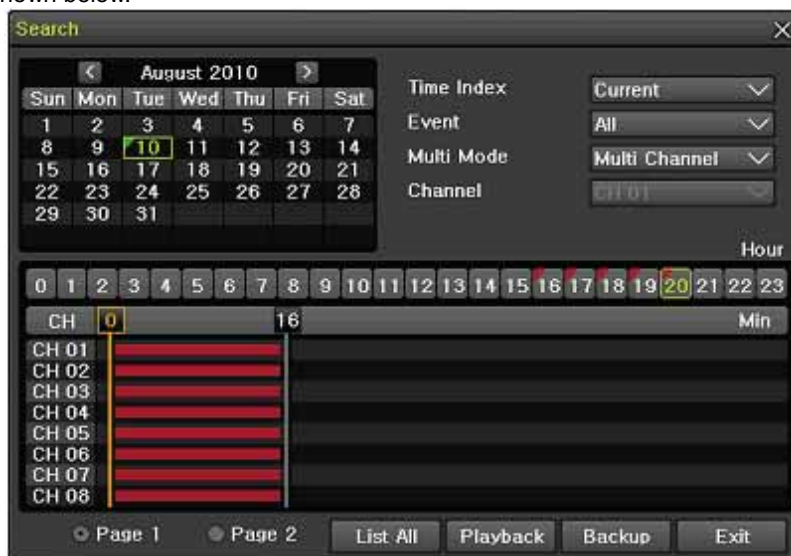 Search
August 2010
Sun Mon Tue Wed Thu Fri Sat
1 2 3 4 5 6 7
8 9 10 11 12 13 14
15 16 17 18 19 20 21
22 23 24 25 26 27 28
29 30 31
Time Index Current
Event All
Multi Mode Multi Channel
Channel CH 01
Hour
0 1 2 3 4 5 6 7 8 9 10 11 12 13 14 15 16 17 18 19 20 21 22 23
CH 0 16 Min
CH 01
CH 02
CH 03
CH 04
CH 05
CH 06
CH 07
CH 08
Page 1 Page 2 List All Playback Backup Exit